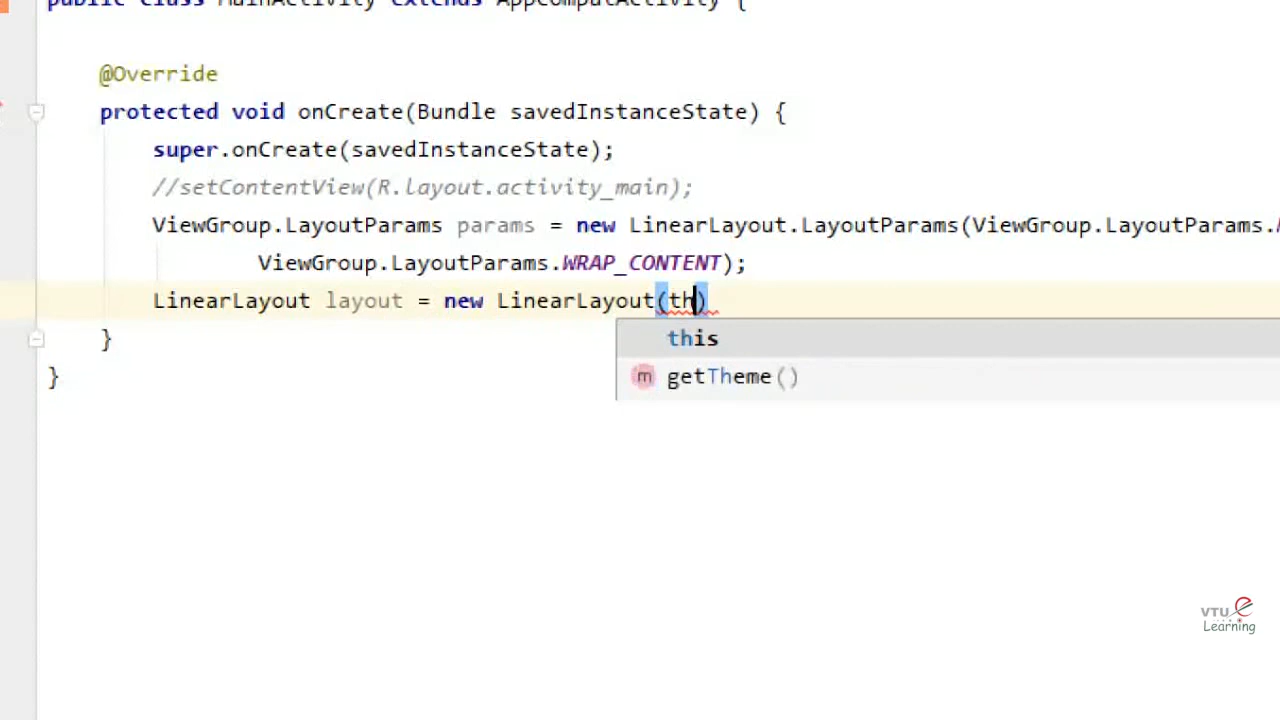 public class MainActivity extends AppCompatActivity {
@Override
protected void onCreate(Bundle savedInstanceState) {
super.onCreate(savedInstanceState);
//setContentView(R.layout.activity_main);
ViewGroup.LayoutParams params = new LinearLayout.LayoutParams(ViewGroup.LayoutParams.
ViewGroup.LayoutParams.WRAP_CONTENT);
LinearLayout layout = new LinearLayout(th)
this
}
m getTheme()
}
VTU e
Learning